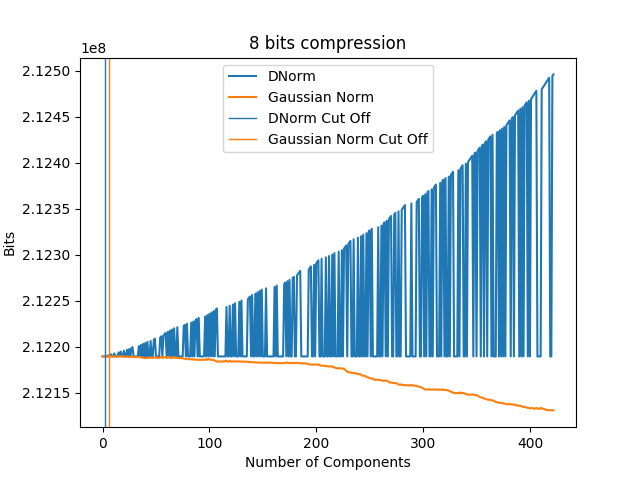 8 bits compression
1e8
DNorm
Gaussian Norm
DNorm Cut Off
Gaussian Norm Cut Off
2.1250
2.1245
2.1240
2.1235
2.1230
2.1225
2.1220
2.1215
Bits
0 100 200 300 400
Number of Components